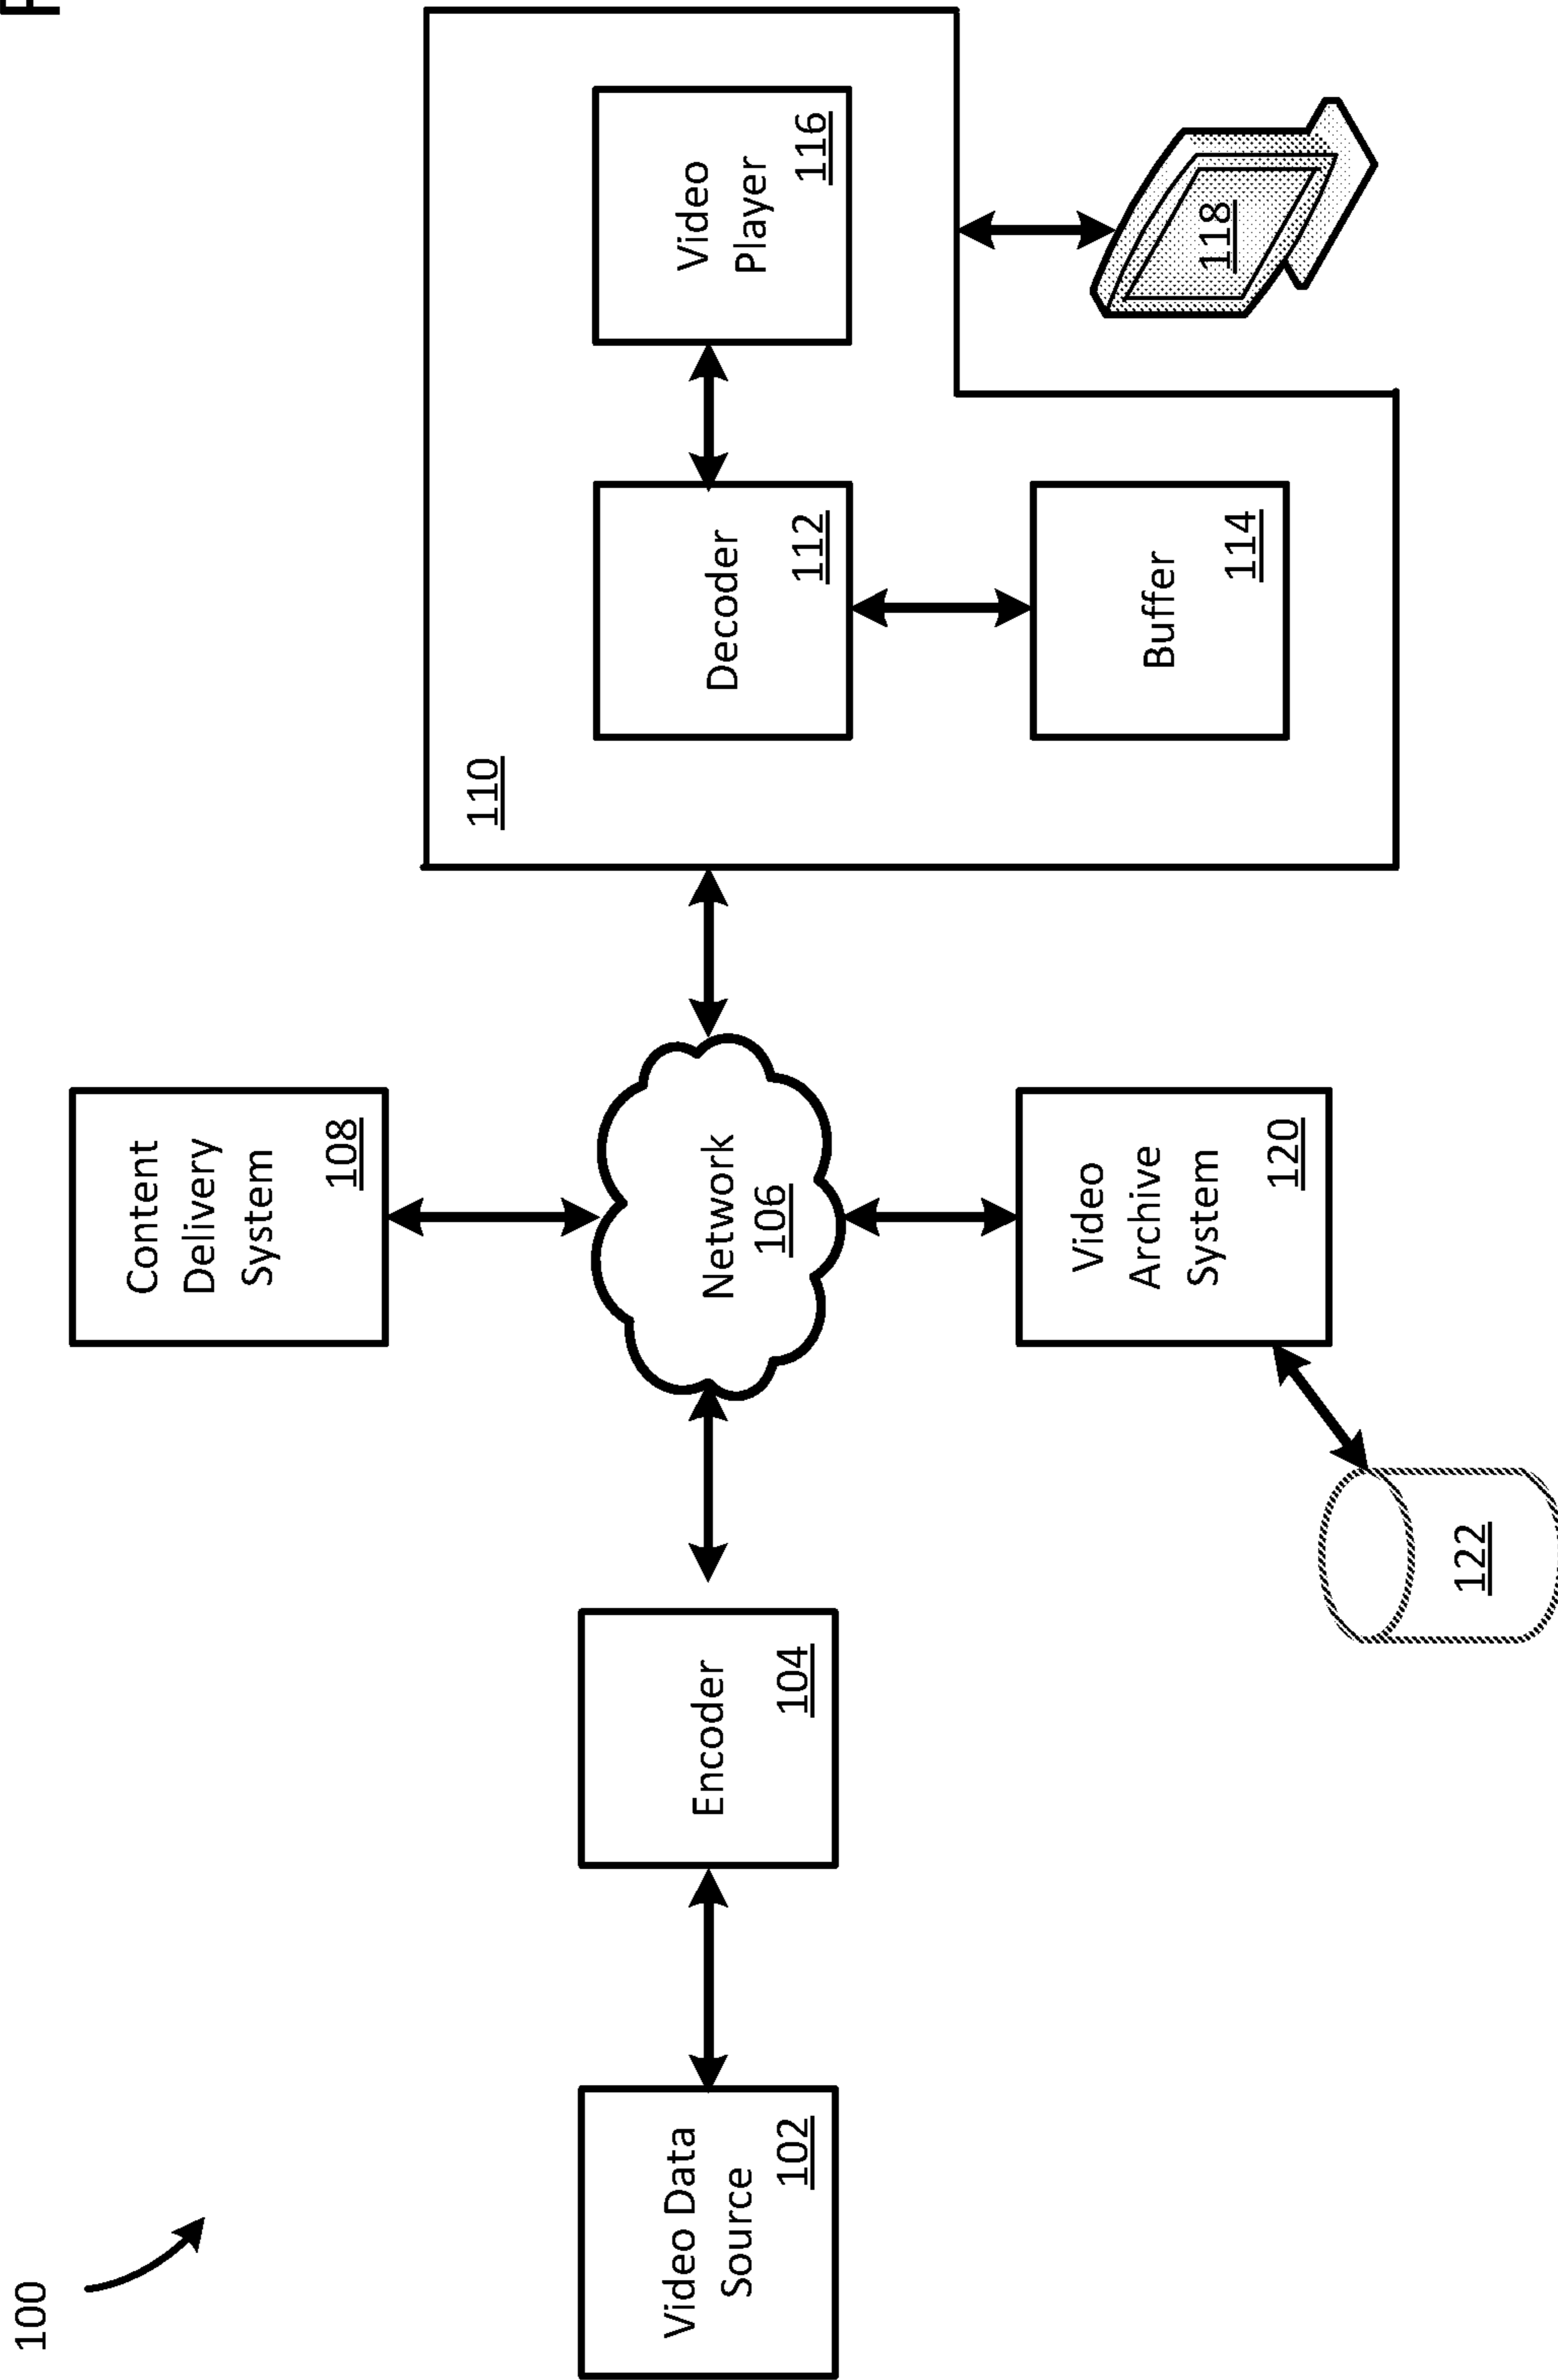 100
Video Data
Source
102
Encoder
104
Content
Delivery
System
108
Network
106
Video
Archive
System
120
122
110
Decoder
112
Buffer
114
Video
Player
116
118